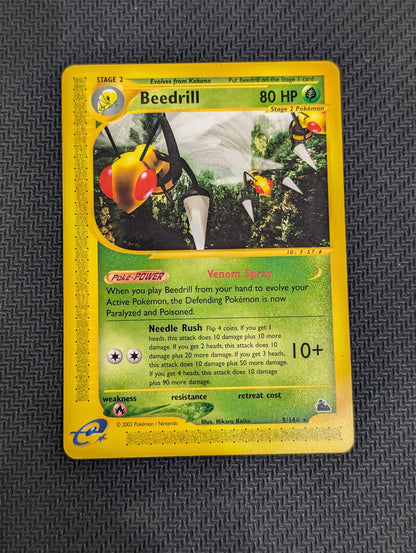 STAGE 2 Evolves from Kakuna Put Beedrill on the Stage 1 card
Beedrill 80 HP
Stage 2 Pokémon
Poké-POWER Venom Spray
When you play Beedrill from your hand to evolve your
Active Pokémon, the Defending Pokémon is now
Paralyzed and Poisoned.
Needle Rush Flip 4 coins. If you get 1
heads, this attack does 10 damage plus 10 more
damage. If you get 2 heads, this attack does 10
damage plus 20 more damage. If you get 3 heads,
this attack does 10 damage plus 50 more damage.
If you get 4 heads, this attack does 10 damage
plus 90 more damage.
10+
weakness resistance retreat cost
© 2003 Pokémon / Nintendo
Illus. Mikaru Koike 5/144